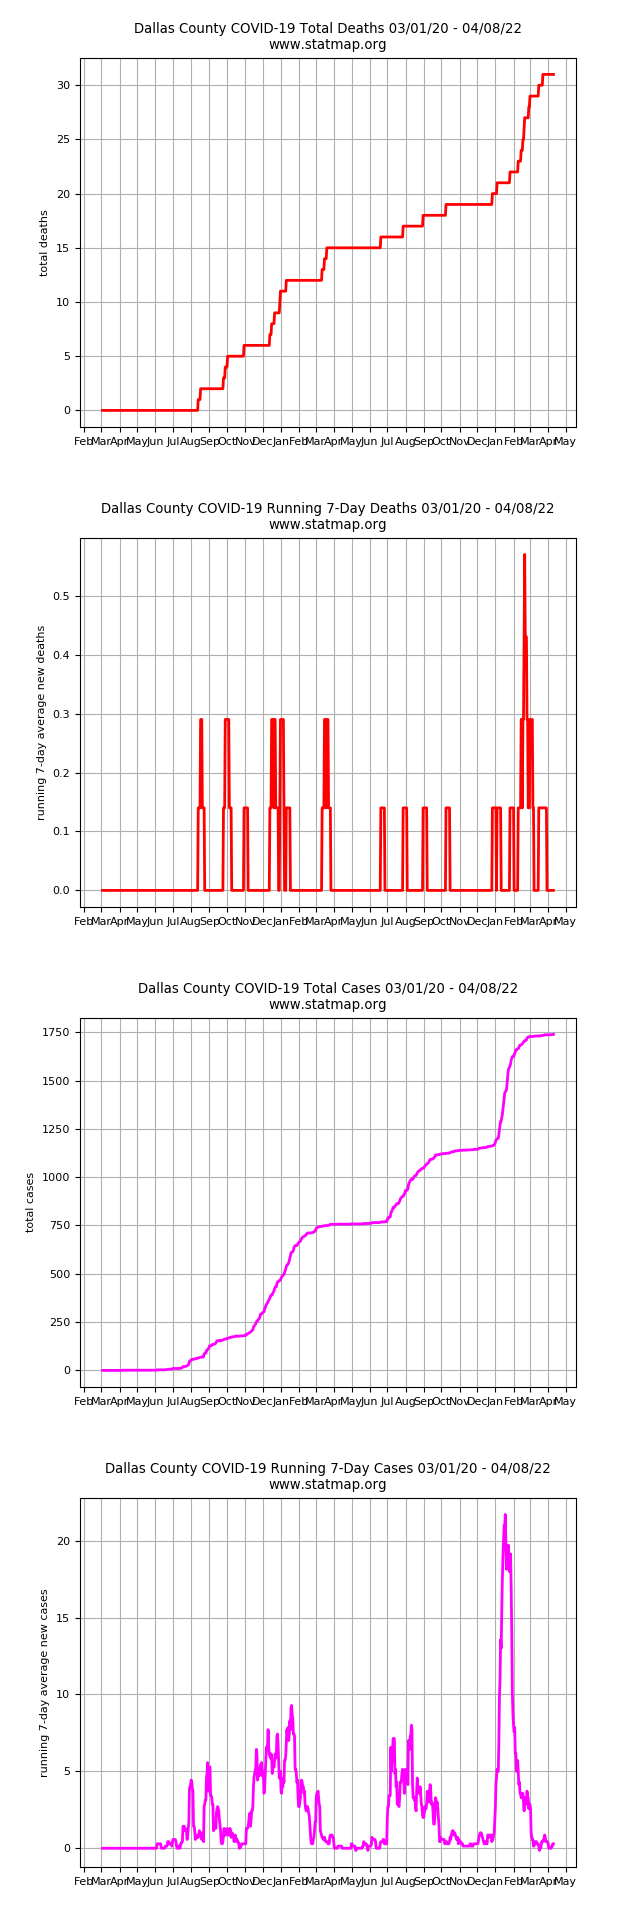 Dallas County COVID-19 Total Deaths 03/01/20 - 04/08/22
www.statmap.org
30
25
20
15
10
5
0
total deaths
Feb Mar Apr May Jun Jul Aug Sep Oct Nov Dec Jan Feb Mar Apr May Jun Jul Aug Sep Oct Nov Dec Jan Feb Mar Apr May
Dallas County COVID-19 Running 7-Day Deaths 03/01/20 - 04/08/22
www.statmap.org
0.5
0.4
0.3
0.2
0.1
0.0
running 7-day average new deaths
Feb Mar Apr May Jun Jul Aug Sep Oct Nov Dec Jan Feb Mar Apr May Jun Jul Aug Sep Oct Nov Dec Jan Feb Mar Apr May
Dallas County COVID-19 Total Cases 03/01/20 - 04/08/22
www.statmap.org
1750
1500
1250
1000
750
500
250
0
total cases
Feb Mar Apr May Jun Jul Aug Sep Oct Nov Dec Jan Feb Mar Apr May Jun Jul Aug Sep Oct Nov Dec Jan Feb Mar Apr May
Dallas County COVID-19 Running 7-Day Cases 03/01/20 - 04/08/22
www.statmap.org
20
15
10
5
0
running 7-day average new cases
Feb Mar Apr May Jun Jul Aug Sep Oct Nov Dec Jan Feb Mar Apr May Jun Jul Aug Sep Oct Nov Dec Jan Feb Mar Apr May